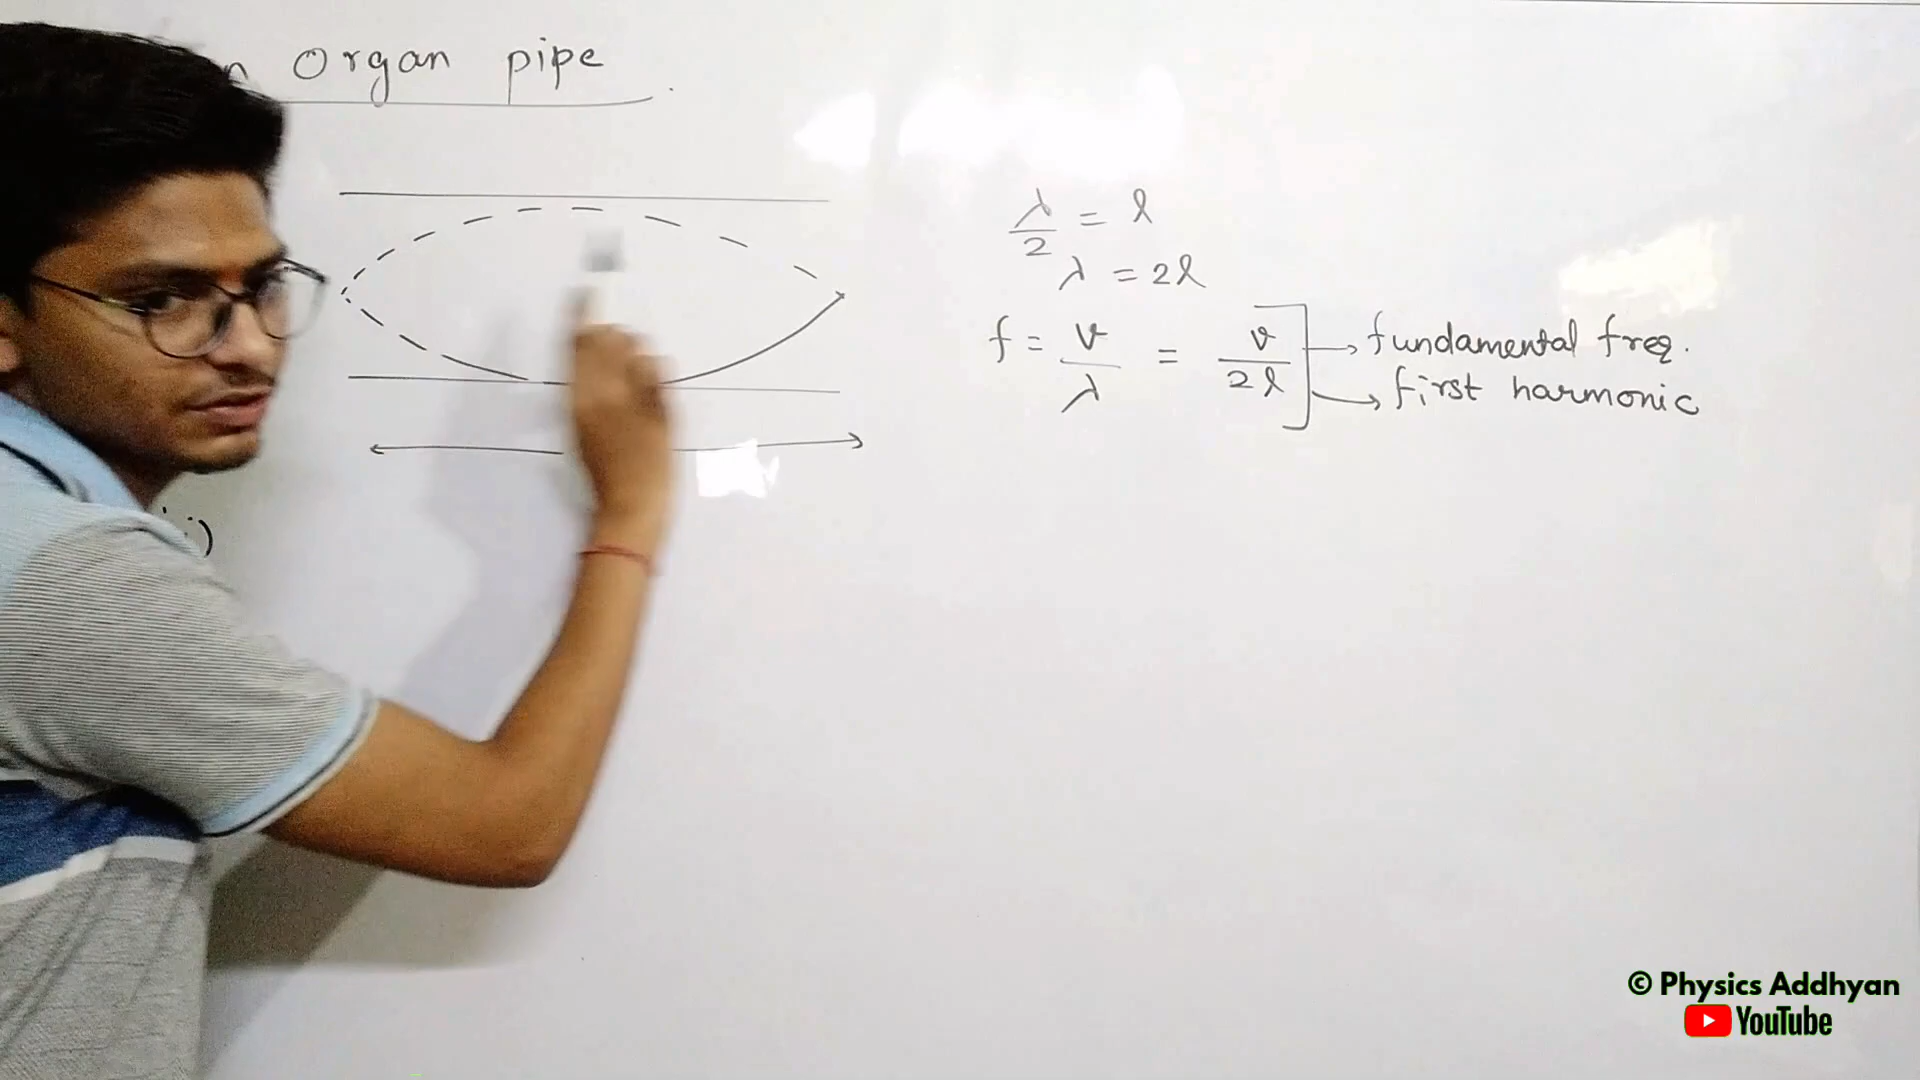 n Organ pipe.
λ/2 = l
λ = 2l
f = v/λ = v/2l → fundamental freq.
→ first harmonic
i)
© Physics Addhyan
YouTube